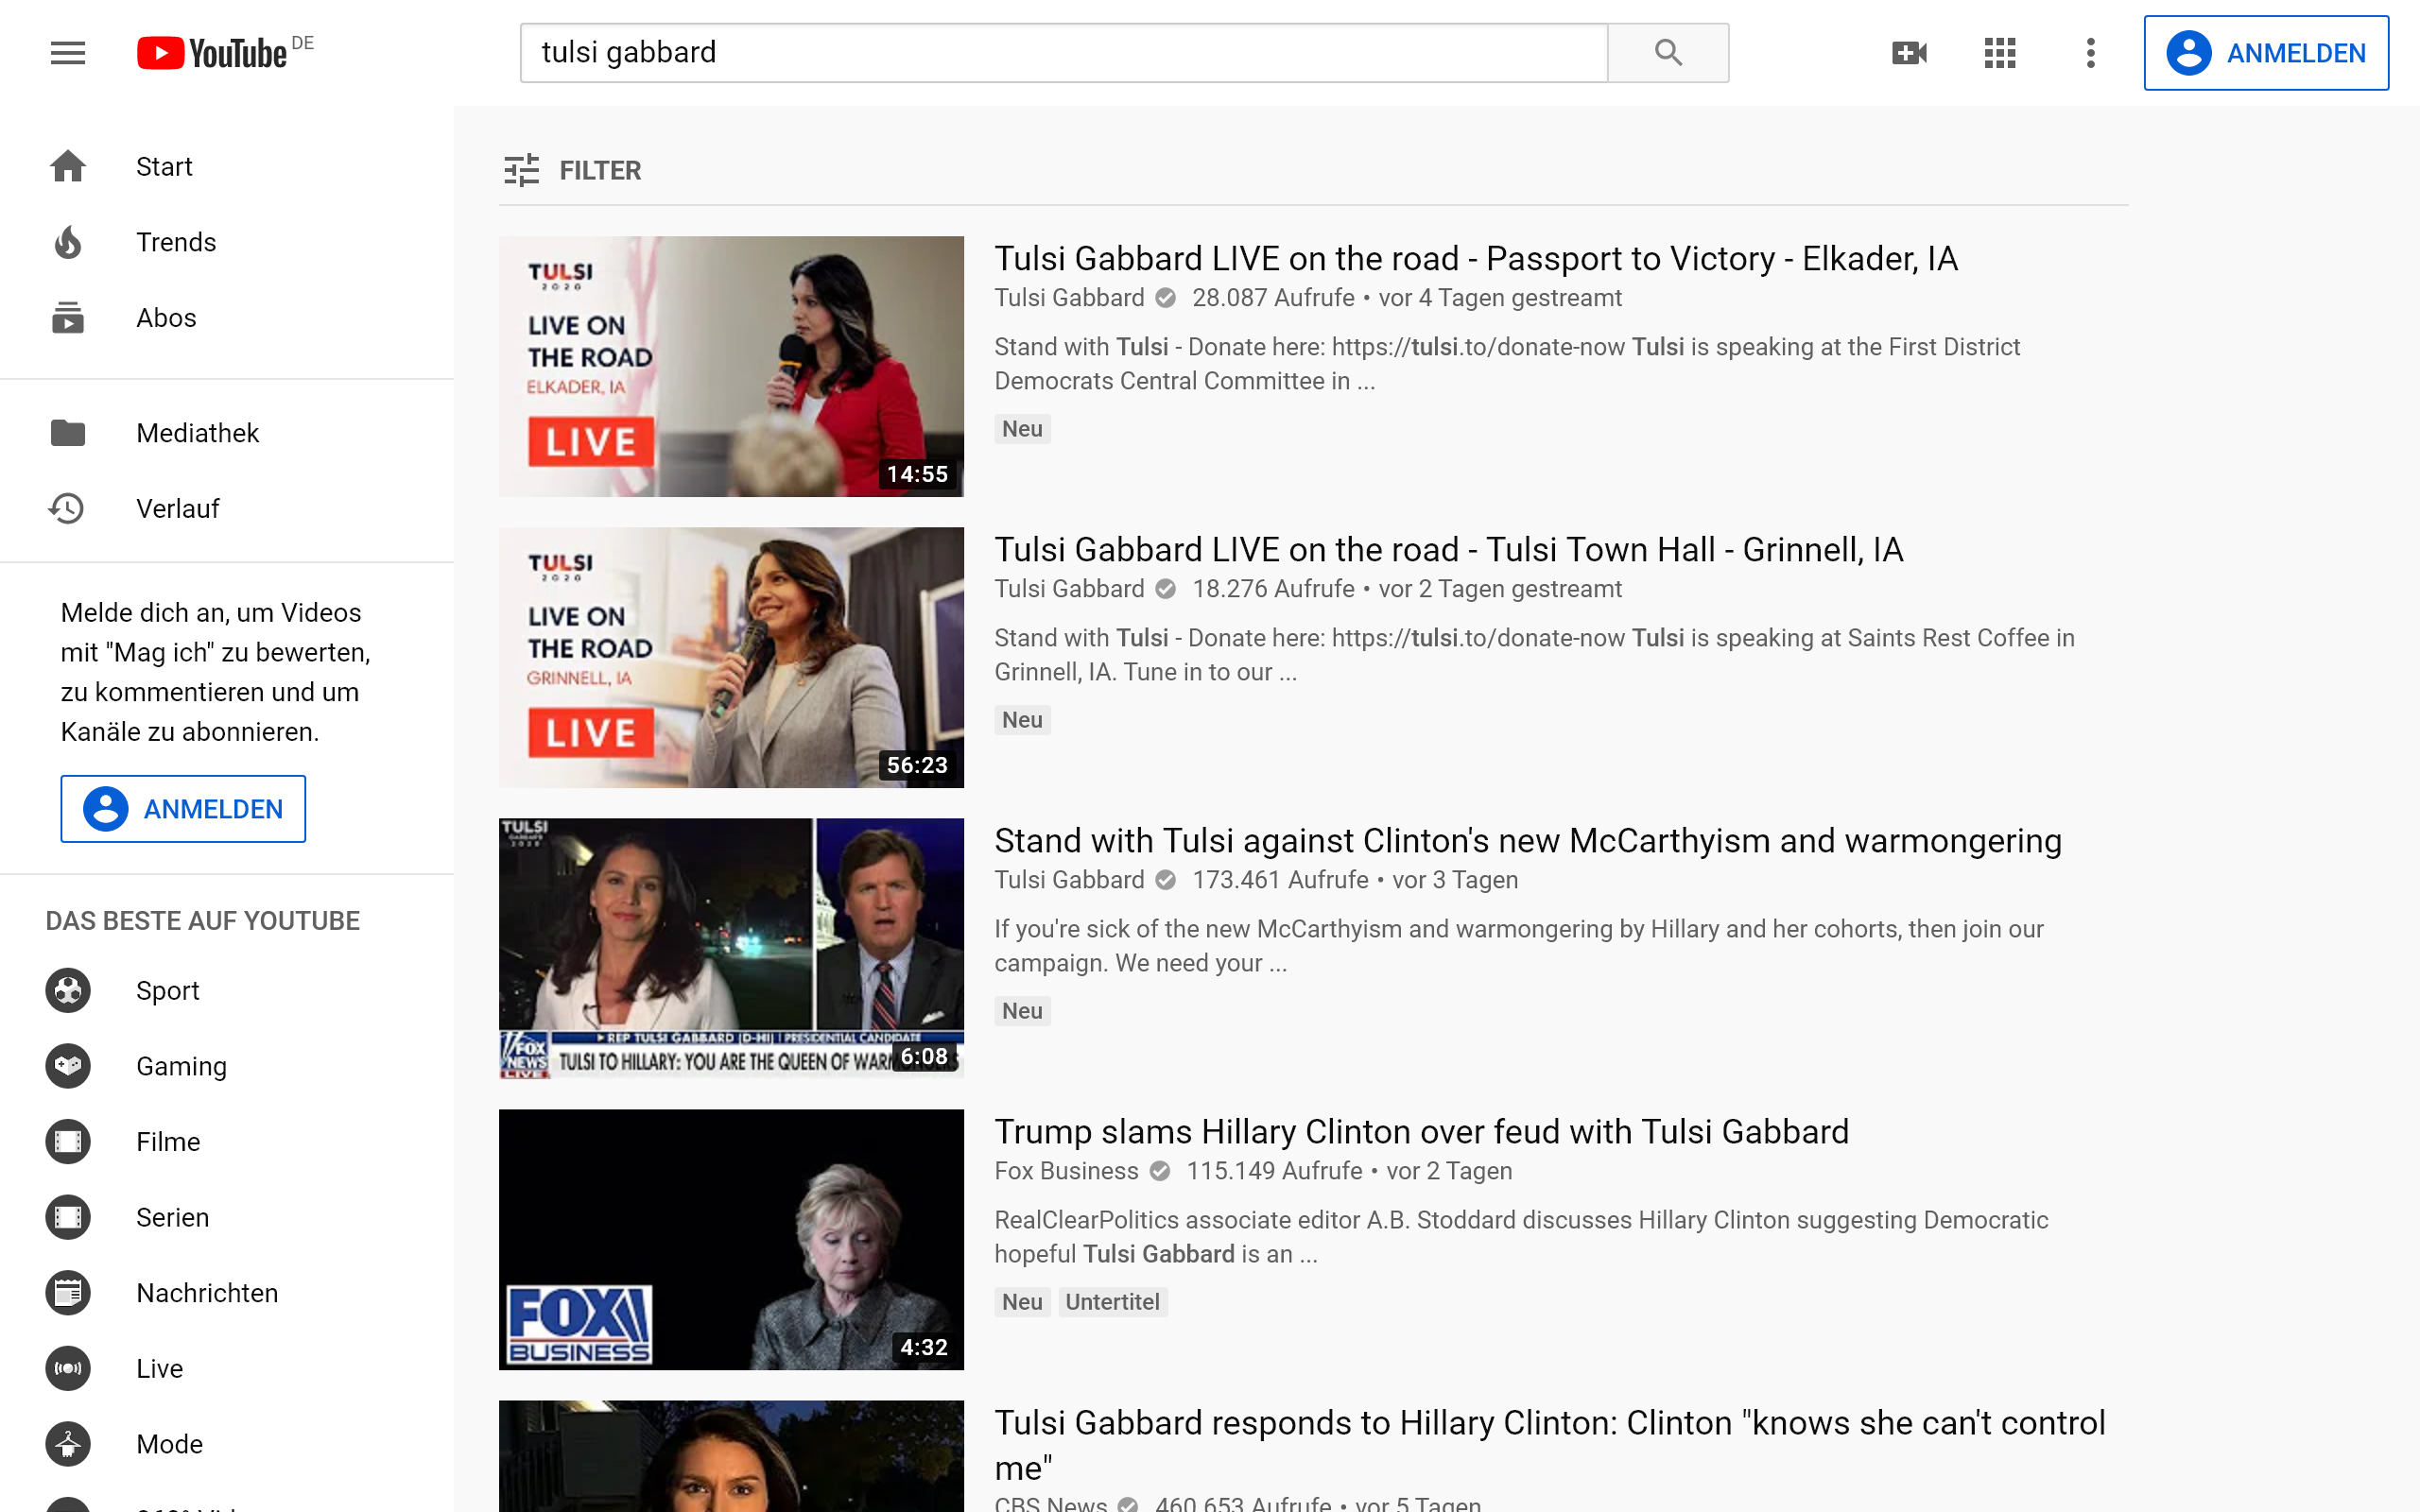 YouTube DE
tulsi gabbard
ANMELDEN
Start
Trends
Abos
Mediathek
Verlauf
Melde dich an, um Videos
mit "Mag ich" zu bewerten,
zu kommentieren und um
Kanäle zu abonnieren.
ANMELDEN
DAS BESTE AUF YOUTUBE
Sport
Gaming
Filme
Serien
Nachrichten
Live
Mode
FILTER
TULSI
2020
LIVE ON
THE ROAD
ELKADER, IA
LIVE
14:55
Tulsi Gabbard LIVE on the road - Passport to Victory - Elkader, IA
Tulsi Gabbard 28.087 Aufrufe • vor 4 Tagen gestreamt
Stand with Tulsi - Donate here: https://tulsi.to/donate-now Tulsi is speaking at the First District
Democrats Central Committee in ...
Neu
TULSI
2020
LIVE ON
THE ROAD
GRINNELL, IA
LIVE
56:23
Tulsi Gabbard LIVE on the road - Tulsi Town Hall - Grinnell, IA
Tulsi Gabbard 18.276 Aufrufe • vor 2 Tagen gestreamt
Stand with Tulsi - Donate here: https://tulsi.to/donate-now Tulsi is speaking at Saints Rest Coffee in
Grinnell, IA. Tune in to our ...
Neu
TULSI
REP TULSI GABBARD (D-HI) | PRESIDENTIAL CANDIDATE
FOX
NEWS
LIVE
TULSI TO HILLARY: YOU ARE THE QUEEN OF
6:08
Stand with Tulsi against Clinton's new McCarthyism and warmongering
Tulsi Gabbard 173.461 Aufrufe • vor 3 Tagen
If you're sick of the new McCarthyism and warmongering by Hillary and her cohorts, then join our
campaign. We need your ...
Neu
FOX
BUSINESS
4:32
Trump slams Hillary Clinton over feud with Tulsi Gabbard
Fox Business 115.149 Aufrufe • vor 2 Tagen
RealClearPolitics associate editor A.B. Stoddard discusses Hillary Clinton suggesting Democratic
hopeful Tulsi Gabbard is an ...
Neu Untertitel
Tulsi Gabbard responds to Hillary Clinton: Clinton "knows she can't control
me"
CBS News 460.653 Aufrufe • vor 5 Tagen